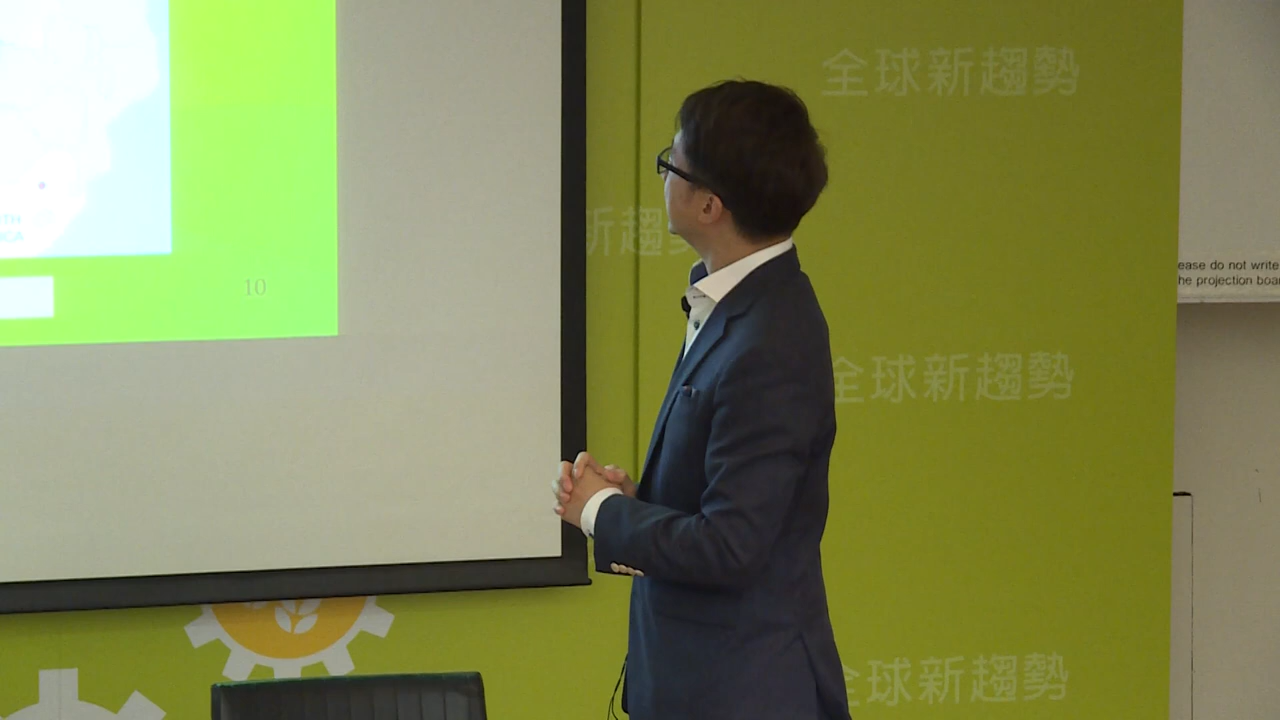 全球新趨勢
新趨
10
ease do not write
he projection boa
全球新趨勢
全球新趨勢